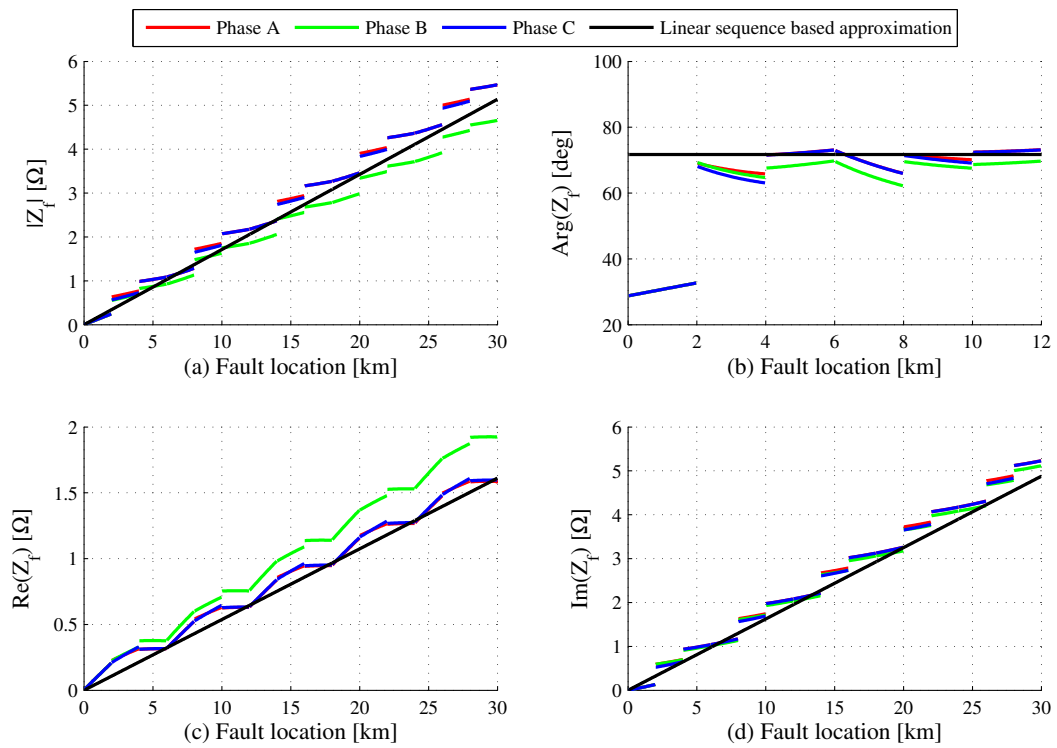 Phase A Phase B Phase C Linear sequence based approximation
|Z_f| [Ω]
6
5
4
3
2
1
0
0 5 10 15 20 25 30
(a) Fault location [km]
Arg(Z_f) [deg]
100
80
60
40
20
0 2 4 6 2 8 10 12
(b) Fault location [km]
Re(Z_f) [Ω]
2
1.5
1
0.5
0
0 5 10 15 20 25 30
(c) Fault location [km]
Im(Z_f) [Ω]
6
5
4
3
2
1
0
0 5 10 15 20 25 30
(d) Fault location [km]